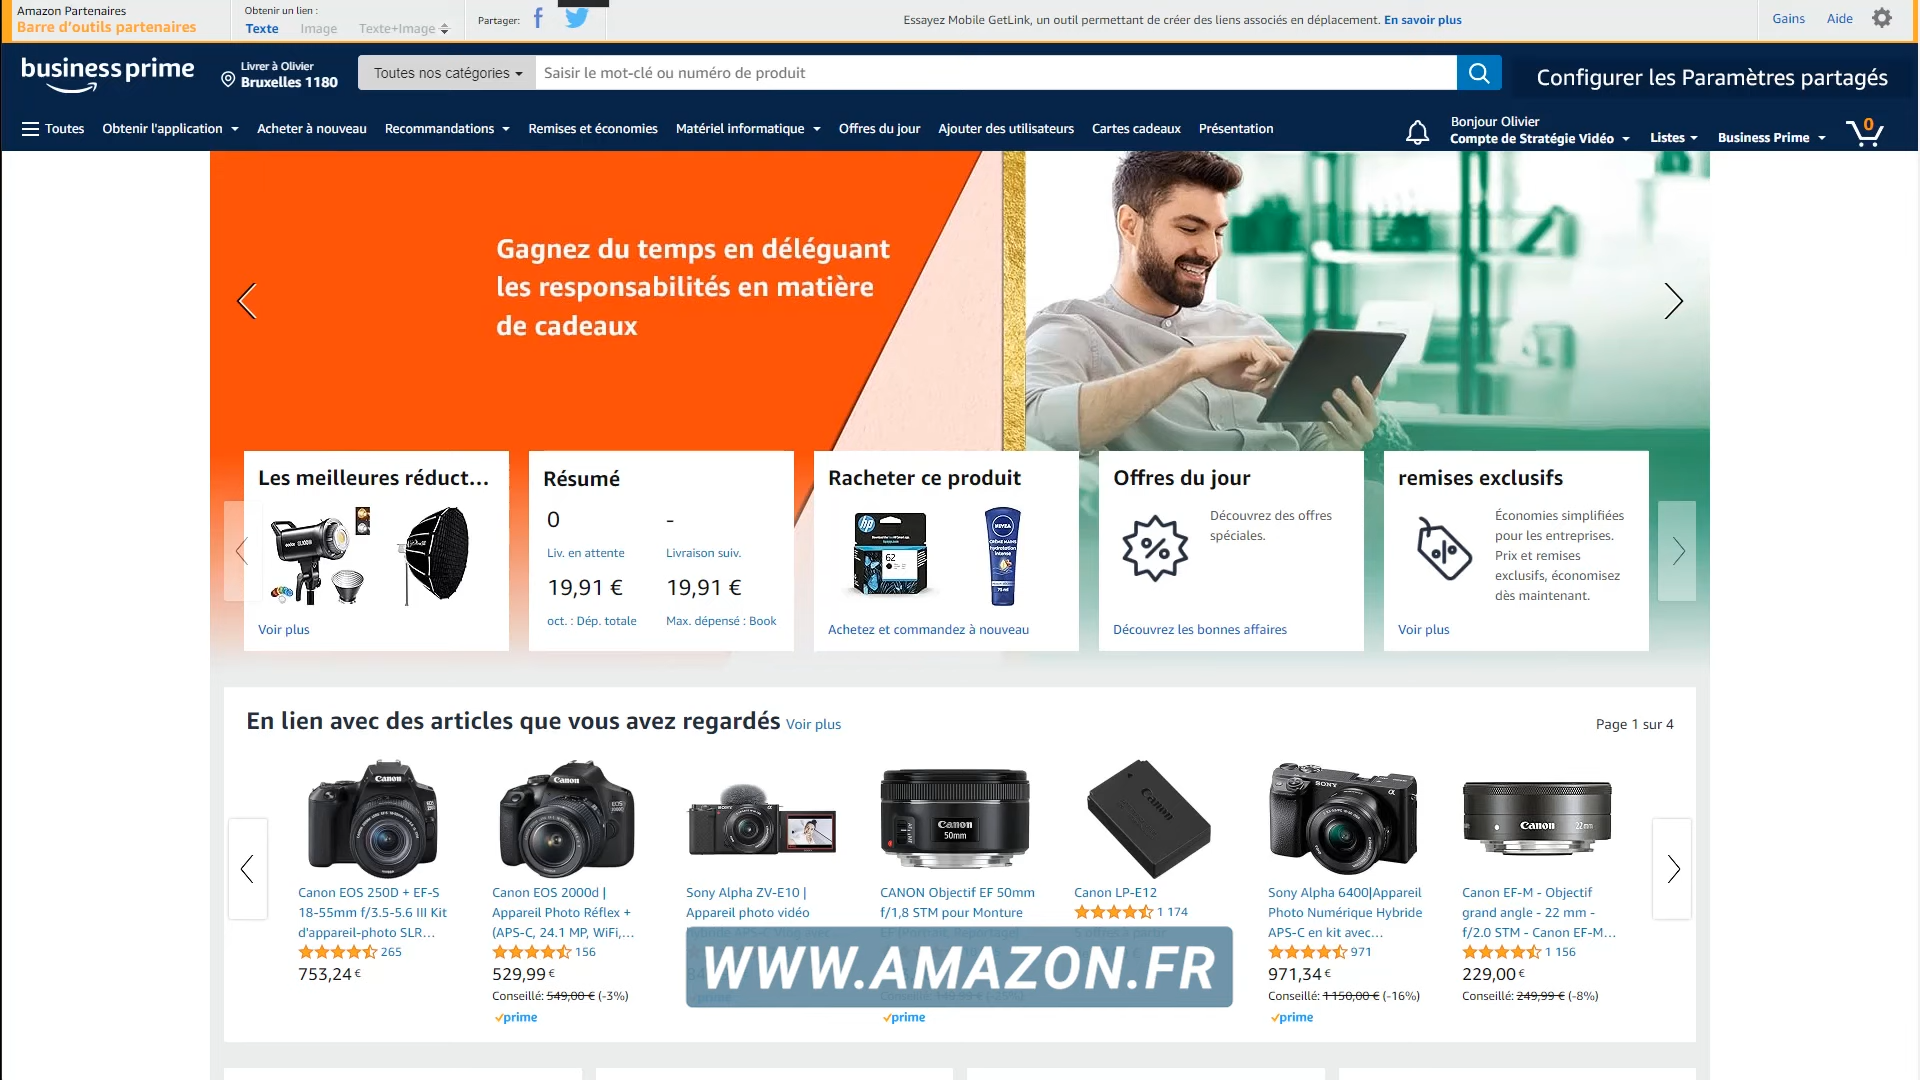 Amazon Partenaires
Barre d'outils partenaires
Obtenir un lien :
Texte Image Texte+Image
Partager:
Essayez Mobile GetLink, un outil permettant de créer des liens associés en déplacement. En savoir plus
Gains Aide
business prime
Livrer à Olivier
Bruxelles 1180
Toutes nos catégories
Saisir le mot-clé ou numéro de produit
Configurer les Paramètres partagés
Toutes Obtenir l'application Acheter à nouveau Recommandations Remises et économies Matériel informatique Offres du jour Ajouter des utilisateurs Cartes cadeaux Présentation
Bonjour Olivier
Compte de Stratégie Vidéo
Listes
Business Prime
0
Gagnez du temps en déléguant
les responsabilités en matière
de cadeaux
Les meilleures réduct...
Voir plus
Résumé
0 -
Liv. en attente Livraison suiv.
19,91 € 19,91 €
oct. : Dép. totale Max. dépensé : Book
Racheter ce produit
hp
62
NIVEA
Achetez et commandez à nouveau
Offres du jour
Découvrez des offres
spéciales.
Découvrez les bonnes affaires
remises exclusifs
Économies simplifiées
pour les entreprises.
Prix et remises
exclusifs, économisez
dès maintenant.
Voir plus
En lien avec des articles que vous avez regardés Voir plus
Page 1 sur 4
Canon
Canon EOS 250D + EF-S
18-55mm f/3.5-5.6 III Kit
d'appareil-photo SLR...
265
753,24 €
Canon
Canon EOS 2000d |
Appareil Photo Réflex +
(APS-C, 24.1 MP, WiFi,...
156
529,99 €
Conseillé: 549,00 € (-3%)
prime
Sony Alpha ZV-E10 |
Appareil photo vidéo
Canon
50mm
CANON Objectif EF 50mm
f/1,8 STM pour Monture
prime
Canon
Canon LP-E12
1 174
SONY
Sony Alpha 6400|Appareil
Photo Numérique Hybride
APS-C en kit avec...
971
971,34 €
Conseillé: 1 150,00 € (-16%)
prime
Canon 22mm
Canon EF-M - Objectif
grand angle - 22 mm -
f/2.0 STM - Canon EF-M...
1 156
229,00 €
Conseillé: 249,99 € (-8%)
WWW.AMAZON.FR